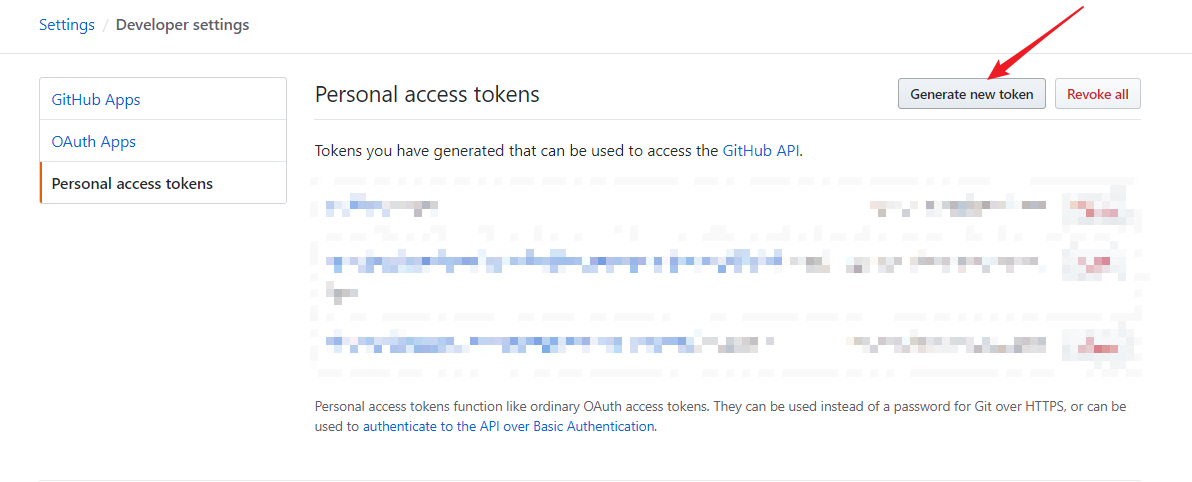 Settings / Developer settings
GitHub Apps
OAuth Apps
Personal access tokens
Personal access tokens
Generate new token
Revoke all
Tokens you have generated that can be used to access the GitHub API.
Personal access tokens function like ordinary OAuth access tokens. They can be used instead of a password for Git over HTTPS, or can be
used to authenticate to the API over Basic Authentication.